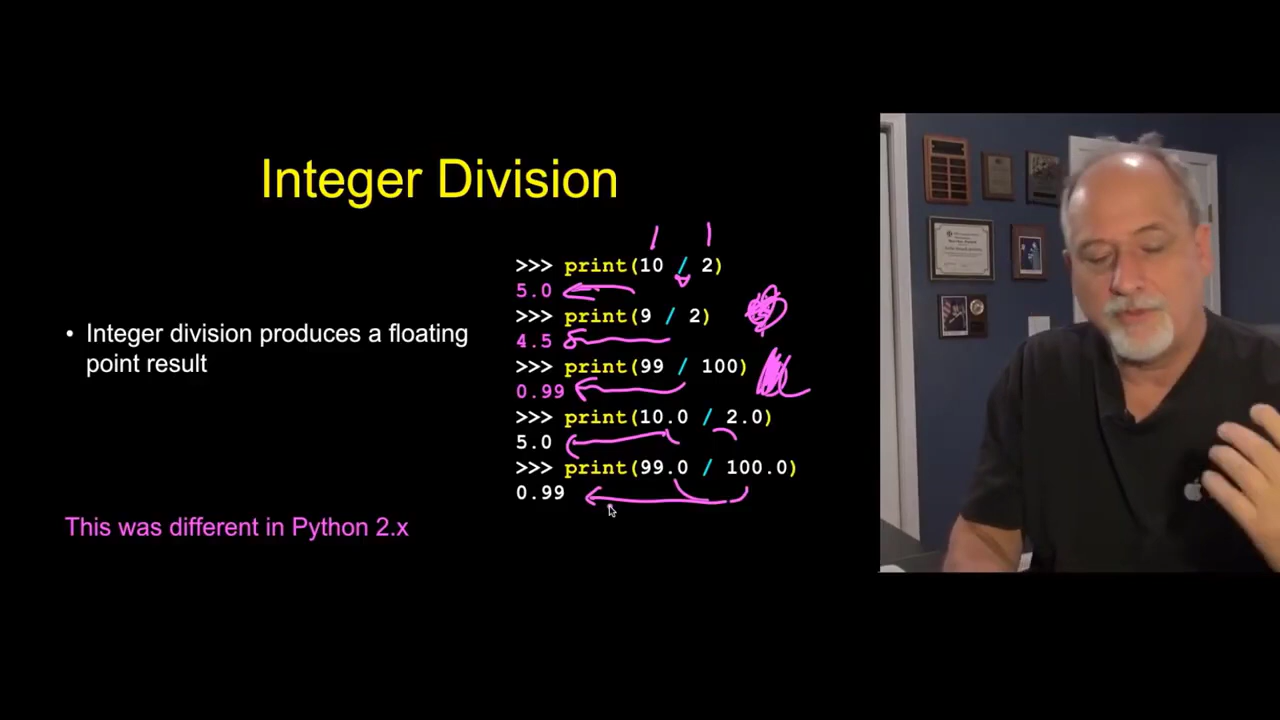 Integer Division
• Integer division produces a floating
point result
This was different in Python 2.x
>>> print(10 / 2)
5.0
>>> print(9 / 2)
4.5
>>> print(99 / 100)
0.99
>>> print(10.0 / 2.0)
5.0
>>> print(99.0 / 100.0)
0.99